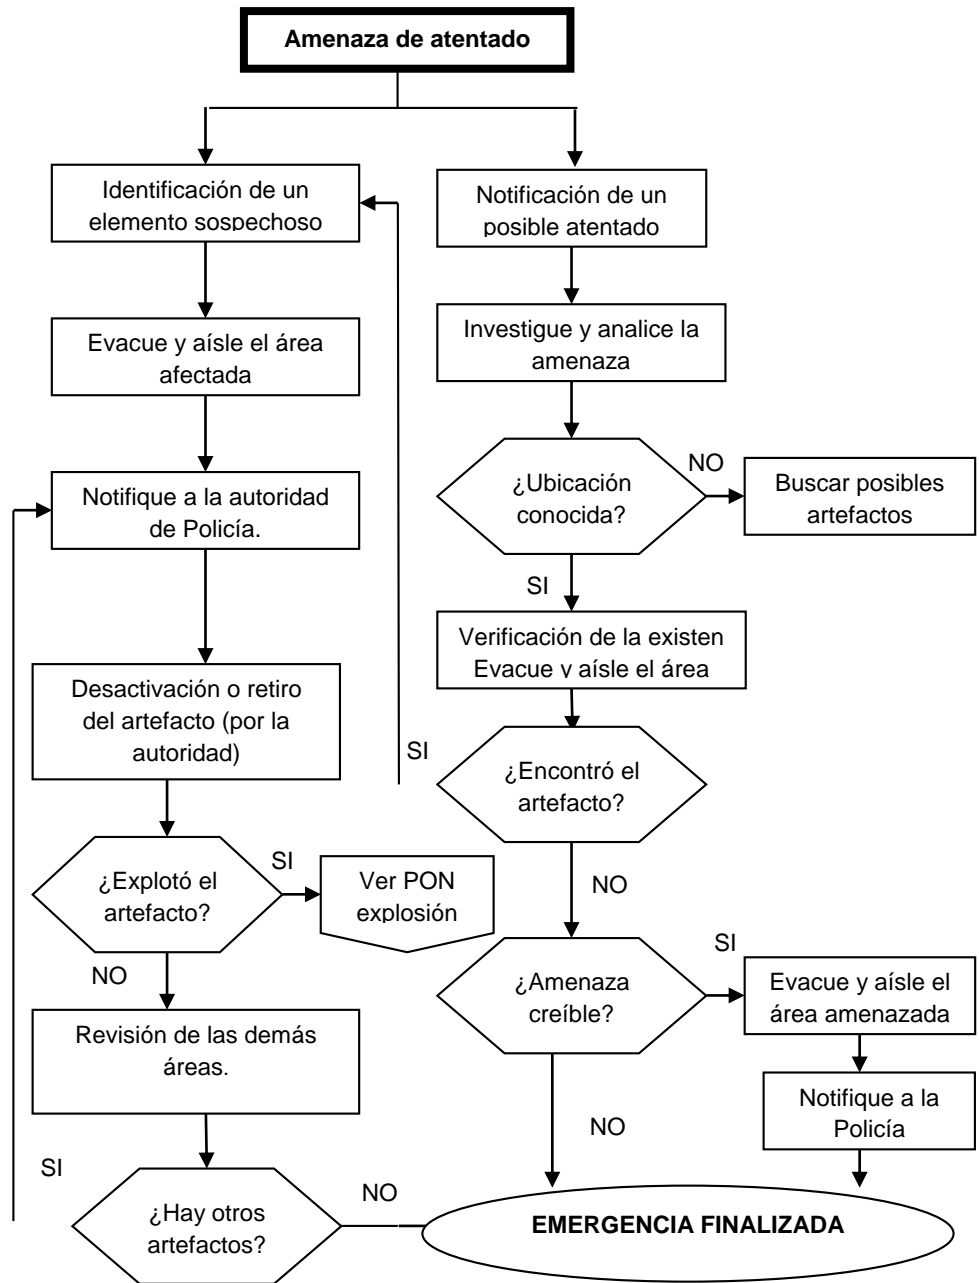 Amenaza de atentado
Identificación de un
elemento sospechoso
Notificación de un
posible atentado
Evacue y aísle el área
afectada
Investigue y analice la
amenaza
Notifique a la autoridad
de Policía.
¿Ubicación
conocida?
NO
Buscar posibles
artefactos
SI
Verificación de la existen
Evacue y aísle el área
Desactivación o retiro
del artefacto (por la
autoridad)
SI
¿Encontró el
artefacto?
¿Explotó el
artefacto?
SI
Ver PON
explosión
NO
NO
¿Amenaza
creíble?
SI
Evacue y aísle el
área amenazada
Revisión de las demás
áreas.
Notifique a la
Policía
NO
SI
¿Hay otros
artefactos?
NO
EMERGENCIA FINALIZADA